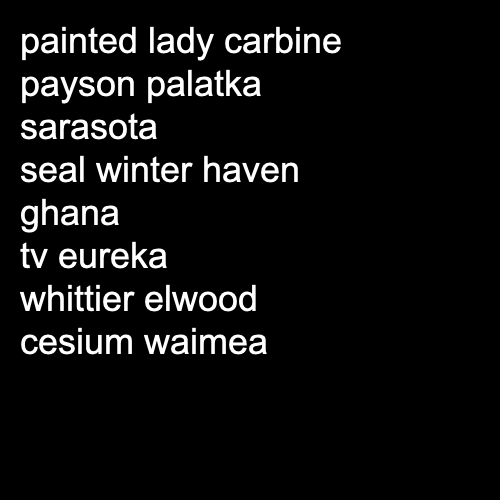 painted lady carbine
payson palatka
sarasota
seal winter haven
ghana
tv eureka
whittier elwood
cesium waimea